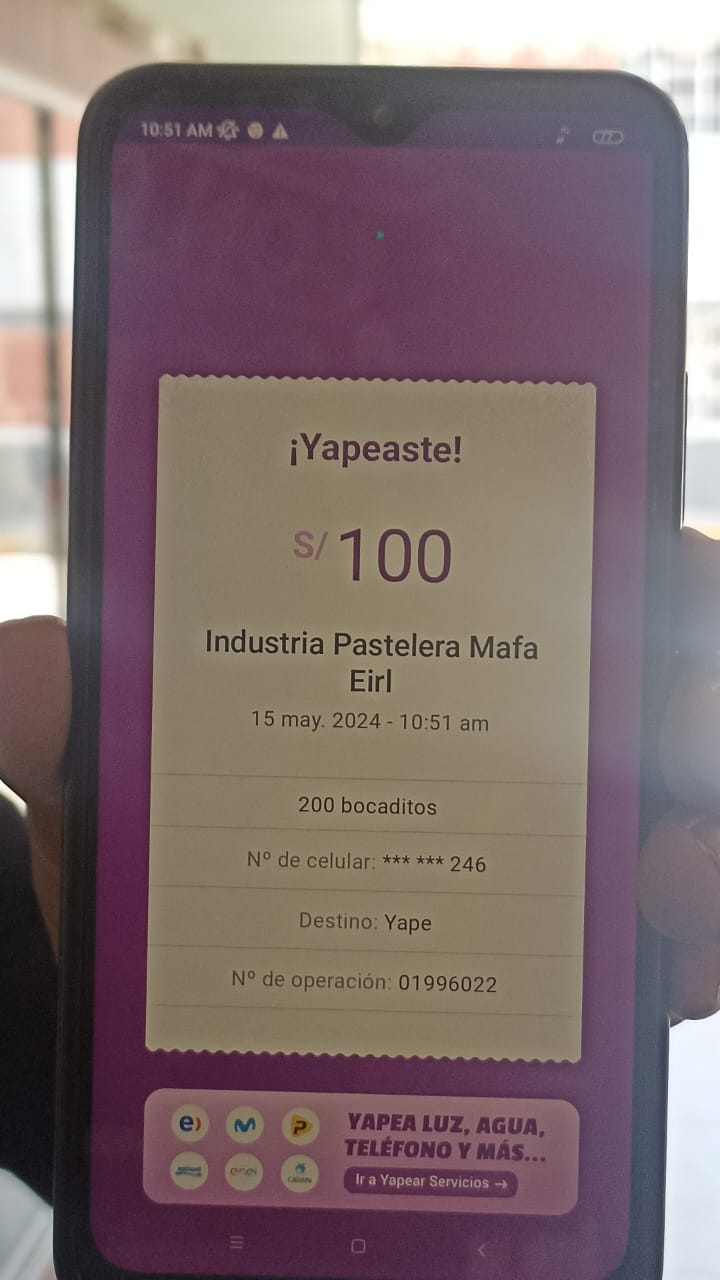 10:51 AM
¡Yapeaste!
S/ 100
Industria Pastelera Mafa
Eirl
15 may. 2024 - 10:51 am
200 bocaditos
Nº de celular: *** *** 246
Destino: Yape
Nº de operación: 01996022
YAPEA LUZ, AGUA,
TELÉFONO Y MÁS...
Ir a Yapear Servicios →
e)
enel